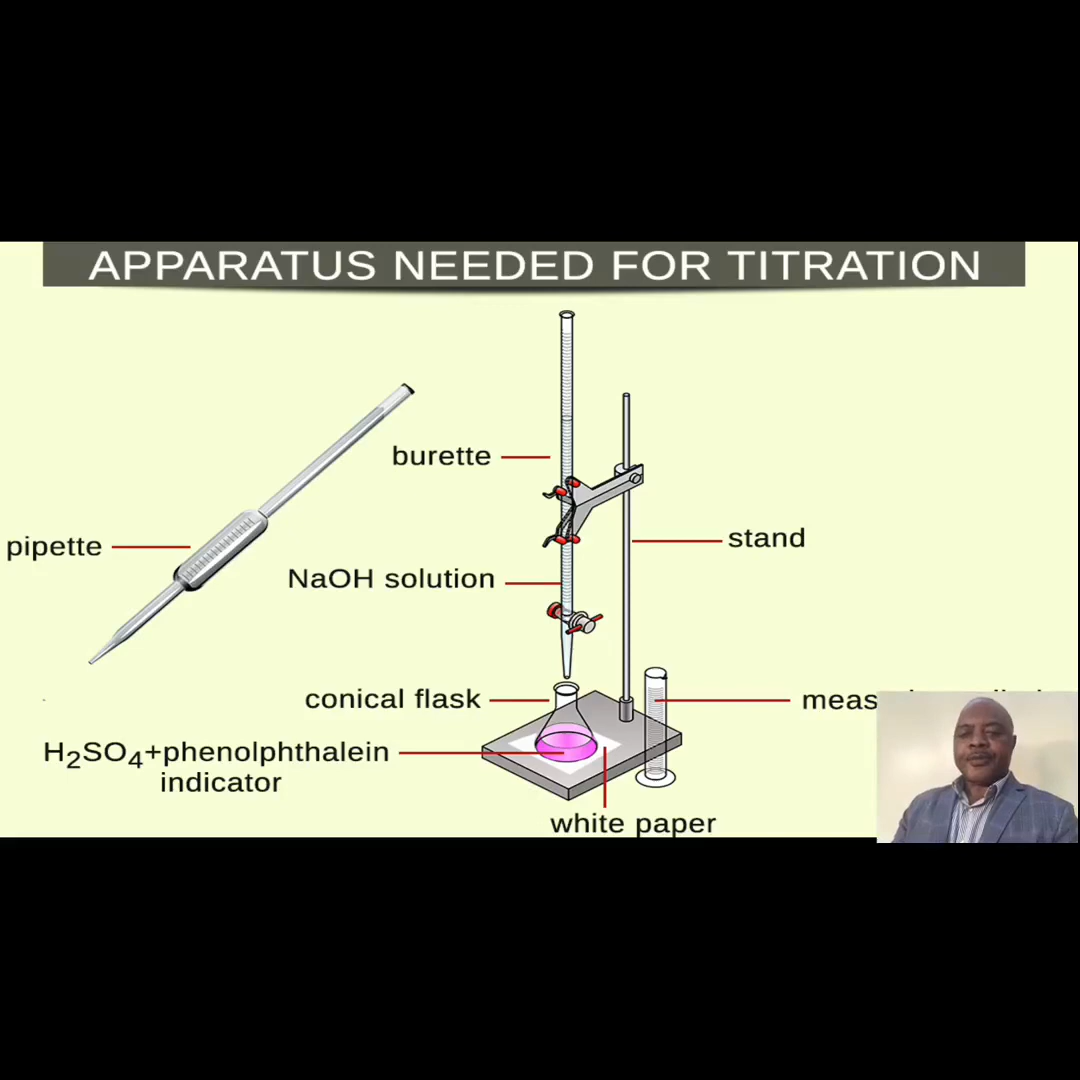 APPARATUS NEEDED FOR TITRATION
burette
pipette
stand
NaOH solution
conical flask
H₂SO₄+phenolphthalein
indicator
white paper